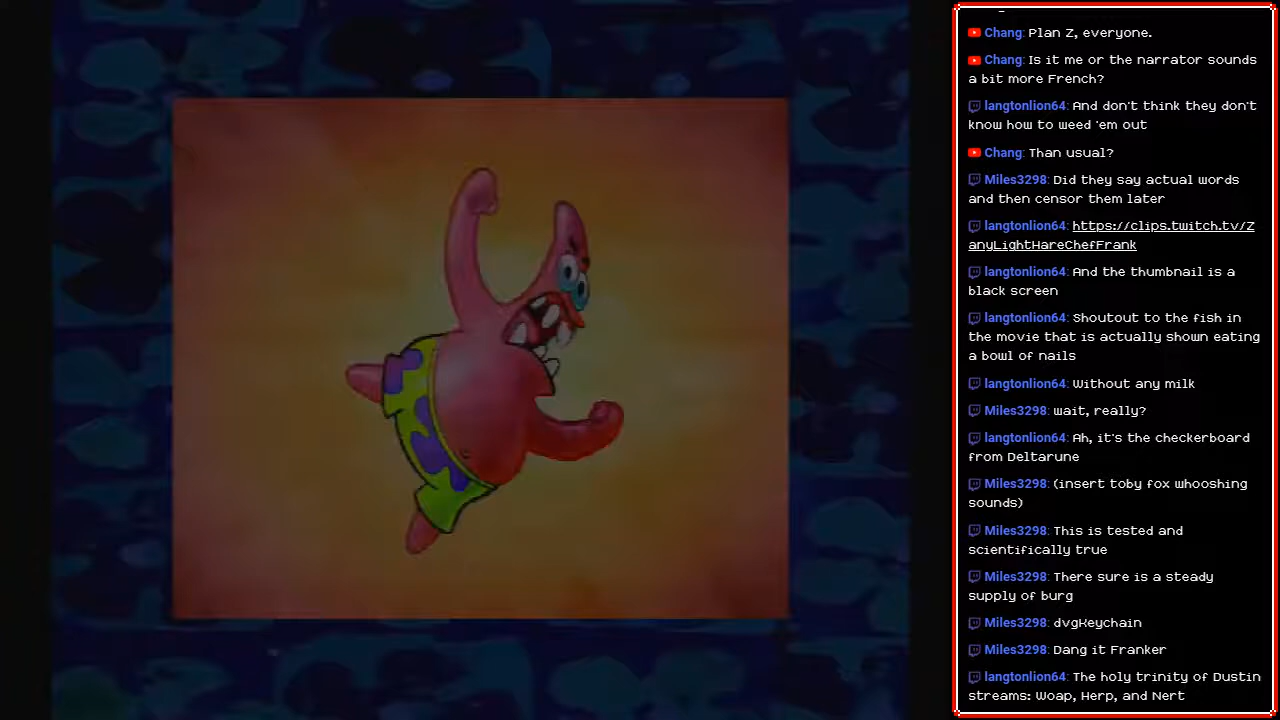 Chang: Plan Z, everyone.
Chang: Is it me or the narrator sounds
a bit more French?
langtonlion64: And don't think they don't
know how to weed 'em out
Chang: Than usual?
Miles3298: Did they say actual words
and then censor them later
langtonlion64: https://clips.twitch.tv/Z
anyLightHareChefFrank
langtonlion64: And the thumbnail is a
black screen
langtonlion64: Shoutout to the fish in
the movie that is actually shown eating
a bowl of nails
langtonlion64: Without any milk
Miles3298: wait, really?
langtonlion64: Ah, it's the checkerboard
from Deltarune
Miles3298: (insert toby fox whooshing
sounds)
Miles3298: This is tested and
scientifically true
Miles3298: There sure is a steady
supply of burg
Miles3298: dvgKeychain
Miles3298: Dang it Franker
langtonlion64: The holy trinity of Dustin
streams: Woap, Herp, and Nert